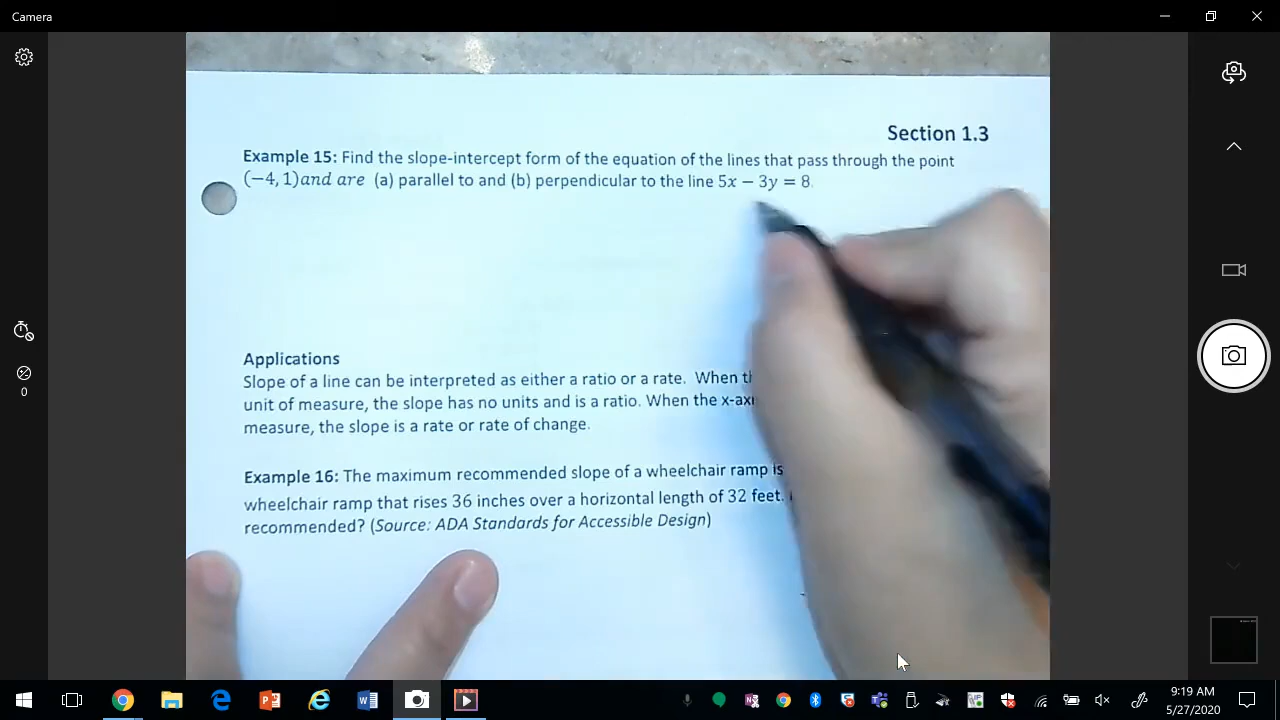 Camera
Section 1.3
Example 15: Find the slope-intercept form of the equation of the lines that pass through the point
(−4, 1)and are (a) parallel to and (b) perpendicular to the line 5x − 3y = 8.
Applications
Slope of a line can be interpreted as either a ratio or a rate. When
unit of measure, the slope has no units and is a ratio. When the
measure, the slope is a rate or rate of change.
Example 16: The maximum recommended slope of a wheelchair ramp is
wheelchair ramp that rises 36 inches over a horizontal length of 32 feet.
recommended? (Source: ADA Standards for Accessible Design)
0
9:19 AM
5/27/2020